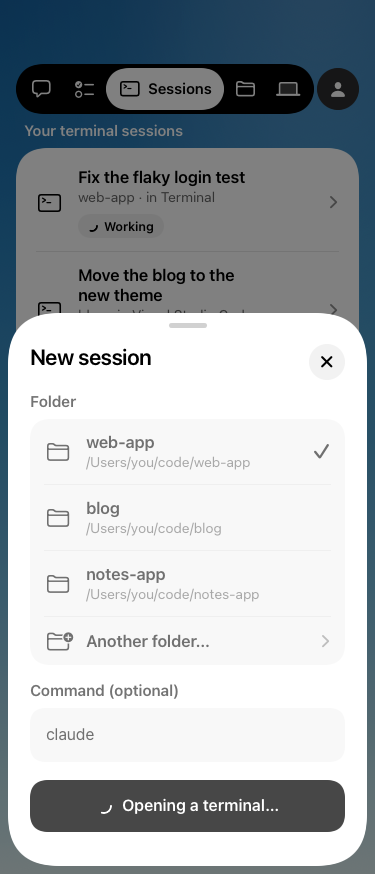 Sessions
Your terminal sessions
Fix the flaky login test
web-app · in Terminal
Working
Move the blog to the
new theme
New session
Folder
web-app
/Users/you/code/web-app
blog
/Users/you/code/blog
notes-app
/Users/you/code/notes-app
Another folder...
Command (optional)
claude
Opening a terminal...